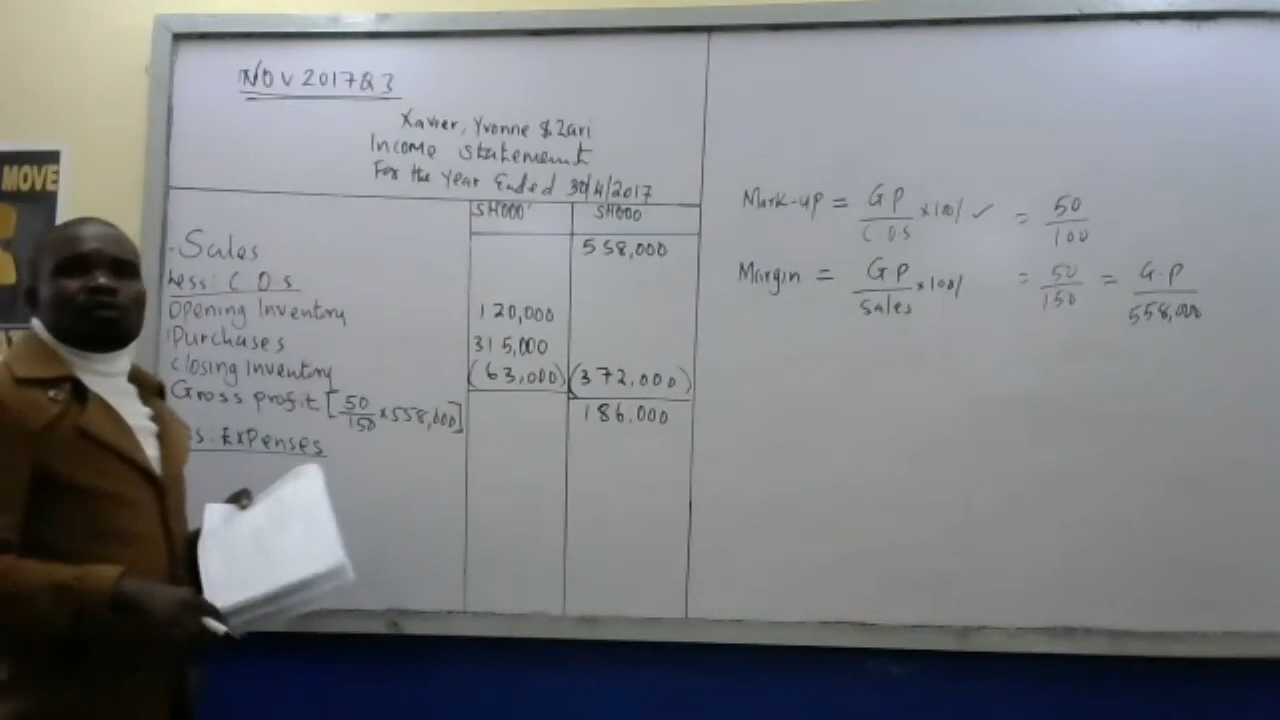 MOVE
NOV 2017 Q3
Xavier, Yvonne & Zari
Income statement
For the Year Ended 30/4/2017
SH000' SH000
Sales 558,000
Less: C O s
Opening Inventory 120,000
Purchases 315,000
Closing Inventory (63,000) (372,000)
Gross profit [50/150 × 558,000] 186,000
s. Expenses
Mark-up = GP/COS ×100% ✓ = 50/100
Margin = GP/Sales ×100% = 50/150 = G.P/558,000